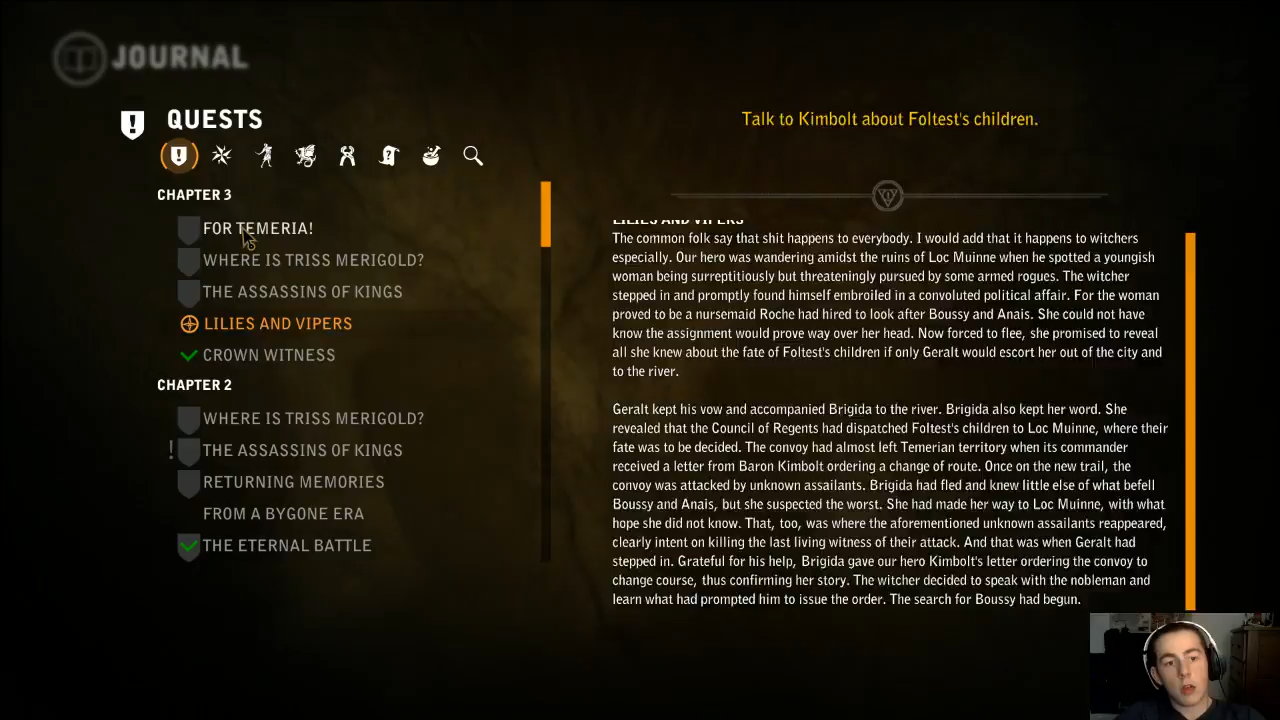 JOURNAL
QUESTS
CHAPTER 3
FOR TEMERIA!
WHERE IS TRISS MERIGOLD?
THE ASSASSINS OF KINGS
LILIES AND VIPERS
CROWN WITNESS
CHAPTER 2
WHERE IS TRISS MERIGOLD?
! THE ASSASSINS OF KINGS
RETURNING MEMORIES
FROM A BYGONE ERA
THE ETERNAL BATTLE
Talk to Kimbolt about Foltest's children.
LILIES AND VIPERS
The common folk say that shit happens to everybody. I would add that it happens to witchers
especially. Our hero was wandering amidst the ruins of Loc Muinne when he spotted a youngish
woman being surreptitiously but threateningly pursued by some armed rogues. The witcher
stepped in and promptly found himself embroiled in a convoluted political affair. For the woman
proved to be a nursemaid Roche had hired to look after Boussy and Anais. She could not have
know the assignment would prove way over her head. Now forced to flee, she promised to reveal
all she knew about the fate of Foltest's children if only Geralt would escort her out of the city and
to the river.
Geralt kept his vow and accompanied Brigida to the river. Brigida also kept her word. She
revealed that the Council of Regents had dispatched Foltest's children to Loc Muinne, where their
fate was to be decided. The convoy had almost left Temerian territory when its commander
received a letter from Baron Kimbolt ordering a change of route. Once on the new trail, the
convoy was attacked by unknown assailants. Brigida had fled and knew little else of what befell
Boussy and Anais, but she suspected the worst. She had made her way to Loc Muinne, with what
hope she did not know. That, too, was where the aforementioned unknown assailants reappeared,
clearly intent on killing the last living witness of their attack. And that was when Geralt had
stepped in. Grateful for his help, Brigida gave our hero Kimbolt's letter ordering the convoy to
change course, thus confirming her story. The witcher decided to speak with the nobleman and
learn what had prompted him to issue the order. The search for Boussy had begun.